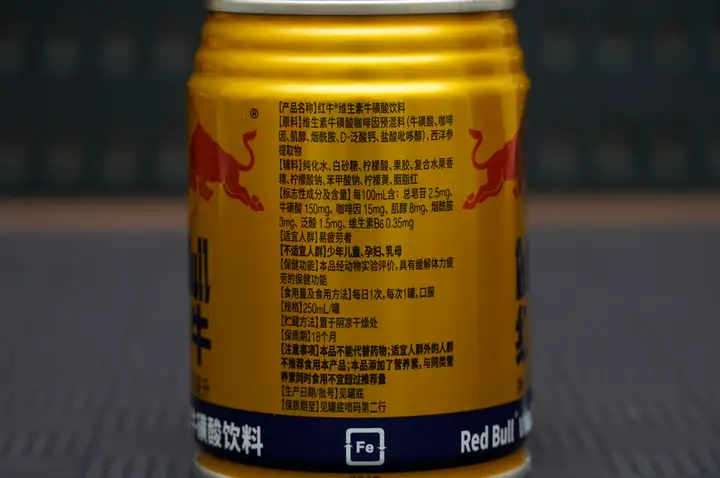 ®
【产品名称】红牛®维生素牛磺酸饮料
【原料】维生素牛磺酸咖啡因预混料(牛磺酸、咖啡
因、肌醇、烟酰胺、D-泛酸钙、盐酸吡哆醇)、西洋参
提取物
【辅料】纯化水、白砂糖、柠檬酸、果胶、复合水果香
精、柠檬酸钠、苯甲酸钠、柠檬黄、胭脂红
【标志性成分及含量】每100mL含：总皂苷 2.5mg、
牛磺酸 150mg、咖啡因 15mg、肌醇 8mg、烟酰胺
3mg、泛酸 1.5mg、维生素B6 0.35mg
【适宜人群】易疲劳者
【不适宜人群】少年儿童、孕妇、乳母
【保健功能】本品经动物实验评价，具有缓解体力疲
劳的保健功能
【食用量及食用方法】每日1次，每次1罐，口服
【规格】250mL/罐
【贮藏方法】置于阴凉干燥处
【保质期】18个月
【注意事项】本品不能代替药物；适宜人群外的人群
不推荐食用本产品；本品添加了营养素，与同类营
养素同时食用不宜超过推荐量
【生产日期/批号】见罐底
【保质期至】见罐底喷码第二行
ull
牛
磺酸饮料
Fe
Red Bull